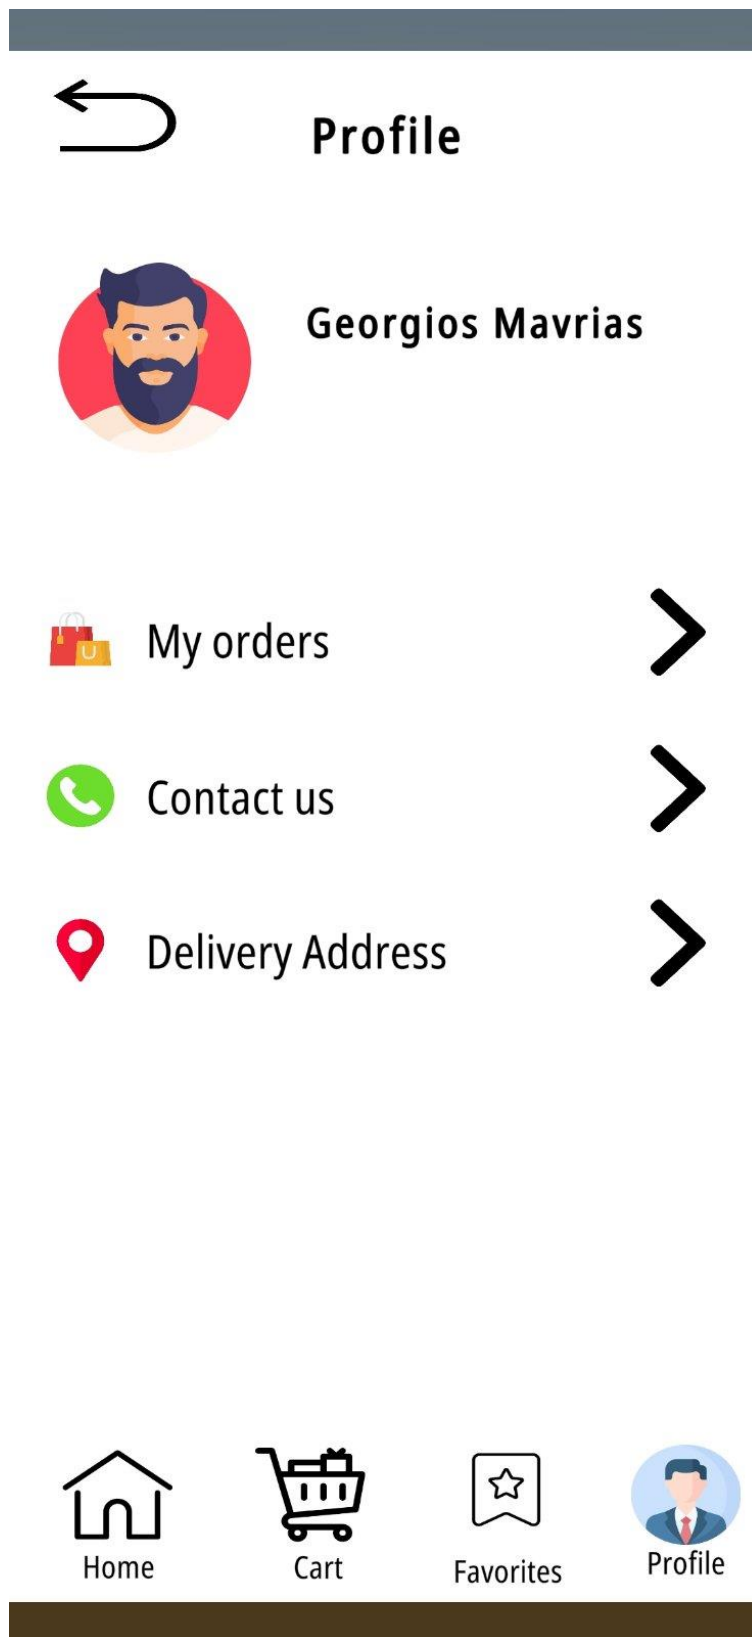 Profile
Georgios Mavrias
My orders
Contact us
Delivery Address
Home
Cart
Favorites
Profile